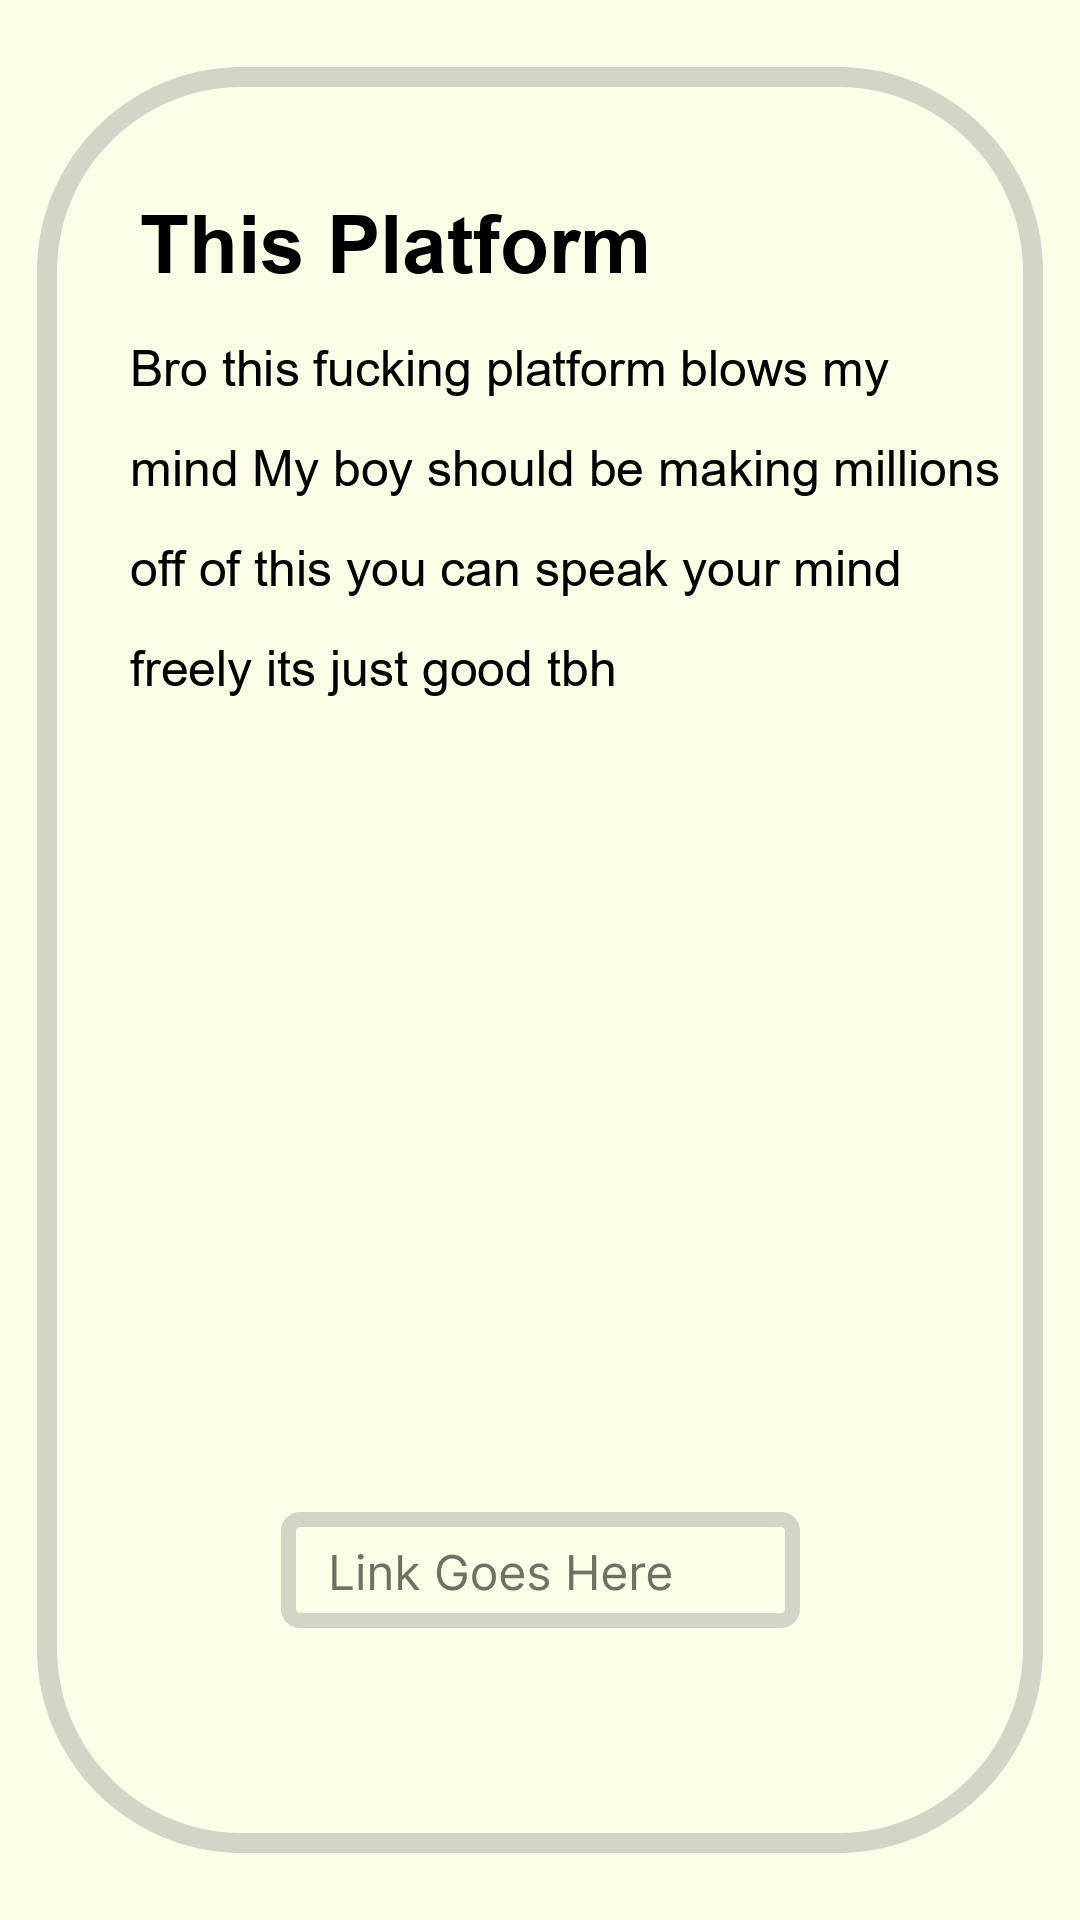 This Platform
Bro this fucking platform blows my
mind My boy should be making millions
off of this you can speak your mind
freely its just good tbh
Link Goes Here